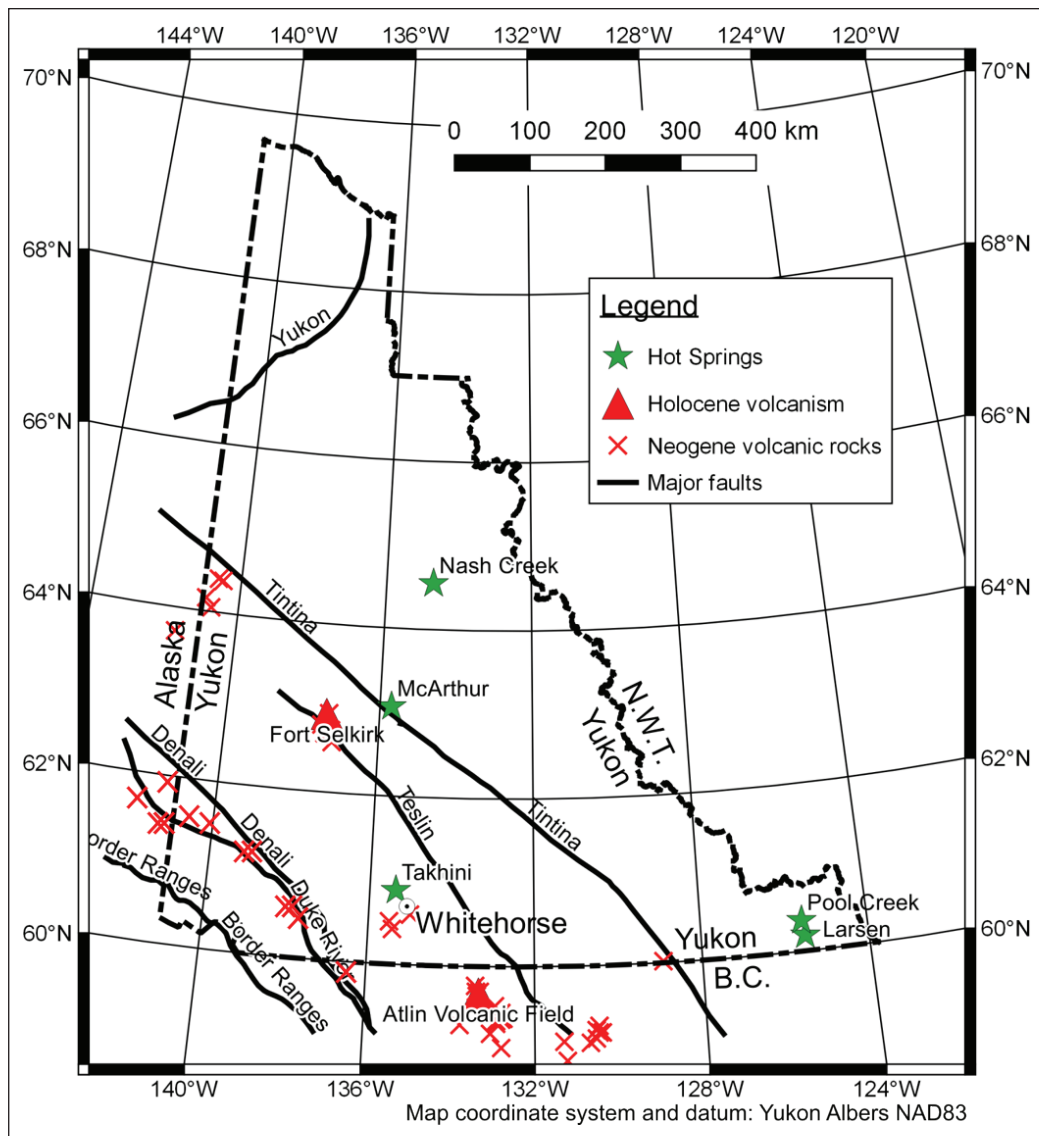 144°W 140°W 136°W 132°W 128°W 124°W 120°W
70°N 70°N
0 100 200 300 400 km
68°N 68°N
Legend
Yukon
Hot Springs
Holocene volcanism
66°N 66°N
Neogene volcanic rocks
Major faults
Nash Creek
64°N 64°N
Tintina
Alaska
Yukon
McArthur
N.W.T.
Yukon
Fort Selkirk
62°N 62°N
Denali
Teslin
Tintina
Denali
order Ranges
Takhini
Duke River
Pool Creek
Whitehorse
Larsen
60°N 60°N
Border Ranges
Yukon
B.C.
Atlin Volcanic Field
140°W 136°W 132°W 128°W 124°W
Map coordinate system and datum: Yukon Albers NAD83